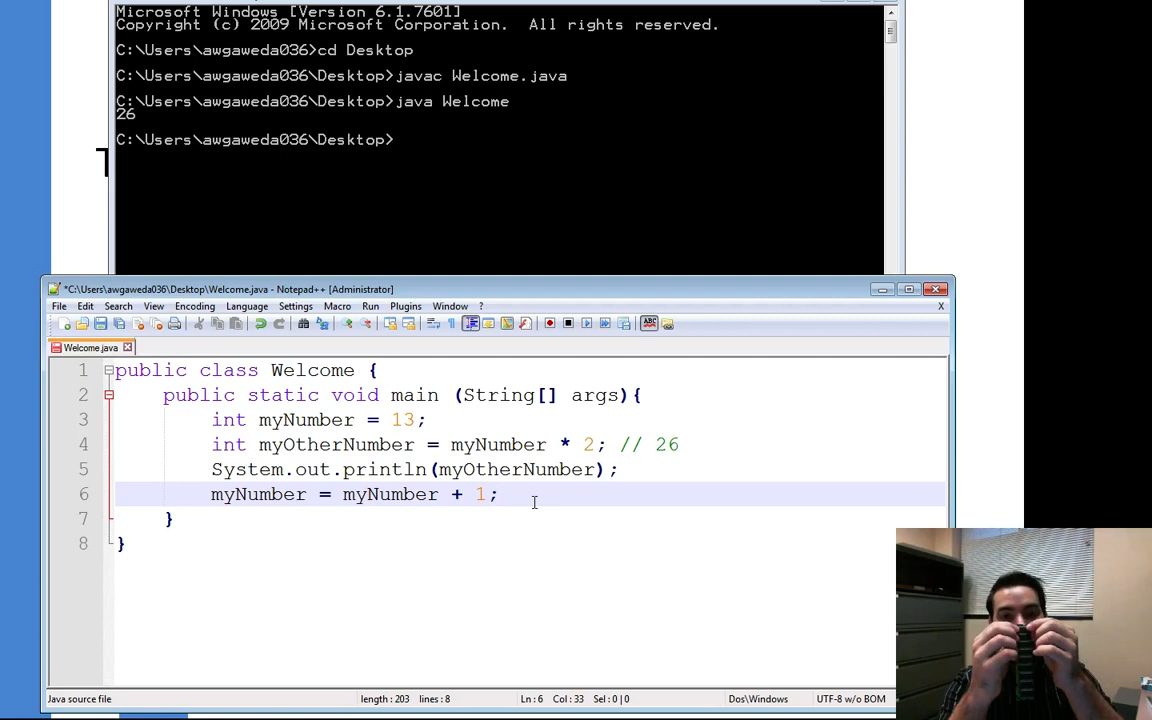 Microsoft Windows [Version 6.1.7601]
Copyright (c) 2009 Microsoft Corporation.  All rights reserved.
C:\Users\awgaweda036>cd Desktop
C:\Users\awgaweda036\Desktop>javac Welcome.java
C:\Users\awgaweda036\Desktop>java Welcome
26
C:\Users\awgaweda036\Desktop>
*C:\Users\awgaweda036\Desktop\Welcome.java - Notepad++ [Administrator]
File Edit Search View Encoding Language Settings Macro Run Plugins Window ? X
Welcome.java
1 public class Welcome {
2 public static void main (String[] args){
3 int myNumber = 13;
4 int myOtherNumber = myNumber * 2; // 26
5 System.out.println(myOtherNumber);
6 myNumber = myNumber + 1;
7 }
8 }
Java source file length : 203 lines : 8 Ln : 6 Col : 33 Sel : 0 | 0 Dos\Windows UTF-8 w/o BOM